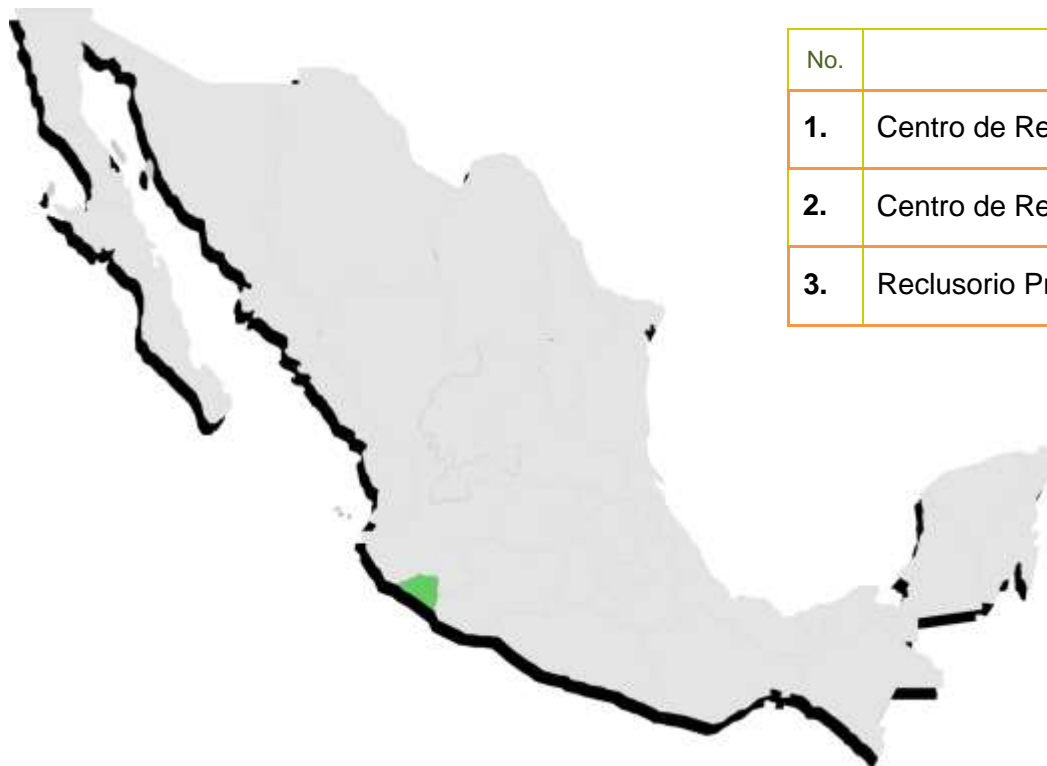 No.
1. Centro de Re
2. Centro de Re
3. Reclusorio Pr